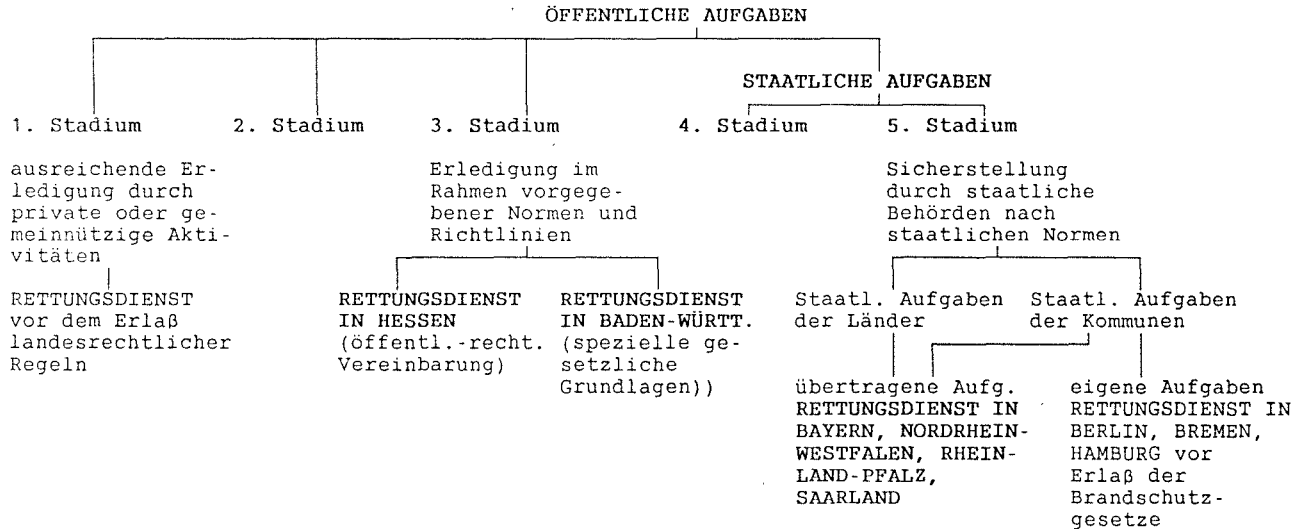 ÖFFENTLICHE AUFGABEN
STAATLICHE AUFGABEN
1. Stadium
2. Stadium
3. Stadium
4. Stadium
5. Stadium
ausreichende Er-
ledigung durch
private oder ge-
meinnützige Akti-
vitäten
Erledigung im
Rahmen vorgege-
bener Normen und
Richtlinien
Sicherstellung
durch staatliche
Behörden nach
staatlichen Normen
RETTUNGSDIENST
vor dem Erlaß
landesrechtlicher
Regeln
RETTUNGSDIENST
IN HESSEN
(öffentl.-recht.
Vereinbarung)
RETTUNGSDIENST
IN BADEN-WÜRTT.
(spezielle ge-
setzliche
Grundlagen))
Staatl. Aufgaben
der Länder
Staatl. Aufgaben
der Kommunen
übertragene Aufg.
RETTUNGSDIENST IN
BAYERN, NORDRHEIN-
WESTFALEN, RHEIN-
LAND-PFALZ,
SAARLAND
eigene Aufgaben
RETTUNGSDIENST IN
BERLIN, BREMEN,
HAMBURG vor
Erlaß der
Brandschutz-
gesetze